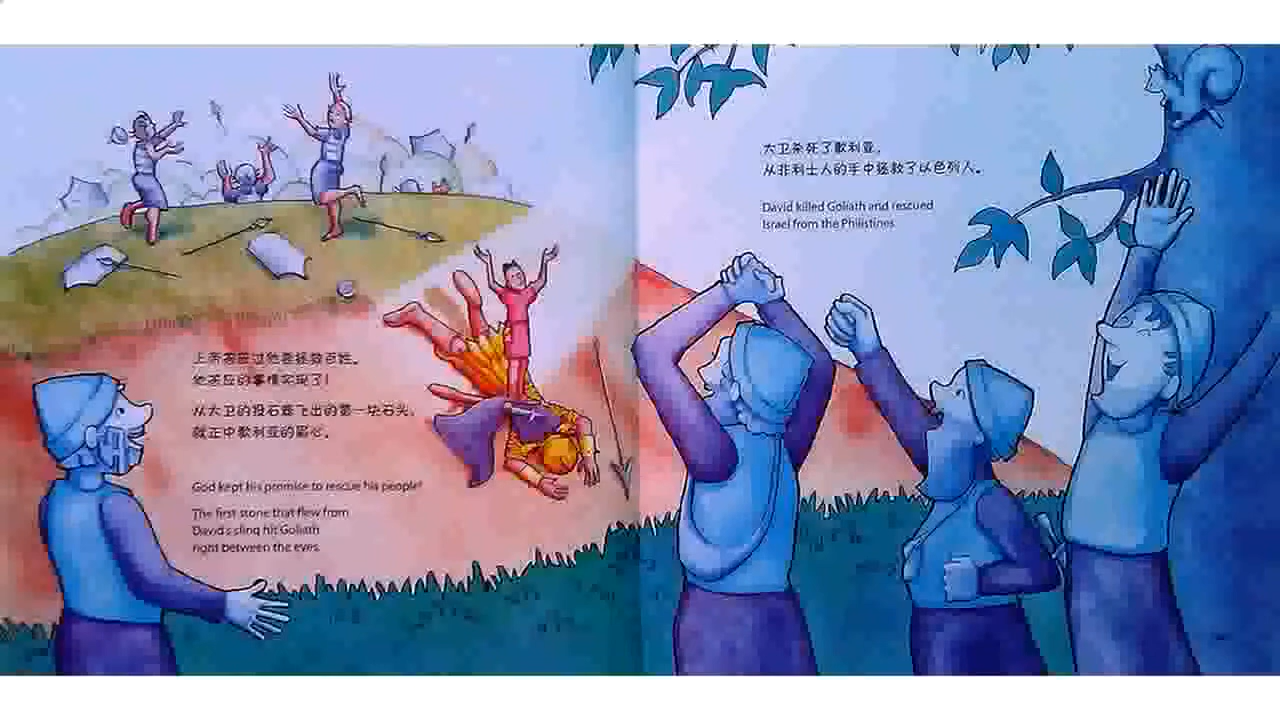 上帝答应过他要拯救百姓。
他答应的事情实现了！
从大卫的投石器飞出的第一块石头，
就正中歌利亚的眉心。
God kept his promise to rescue his people!
The first stone that flew from
David's sling hit Goliath
right between the eyes.
大卫杀死了歌利亚，
从非利士人的手中拯救了以色列人。
David killed Goliath and rescued
Israel from the Philistines.